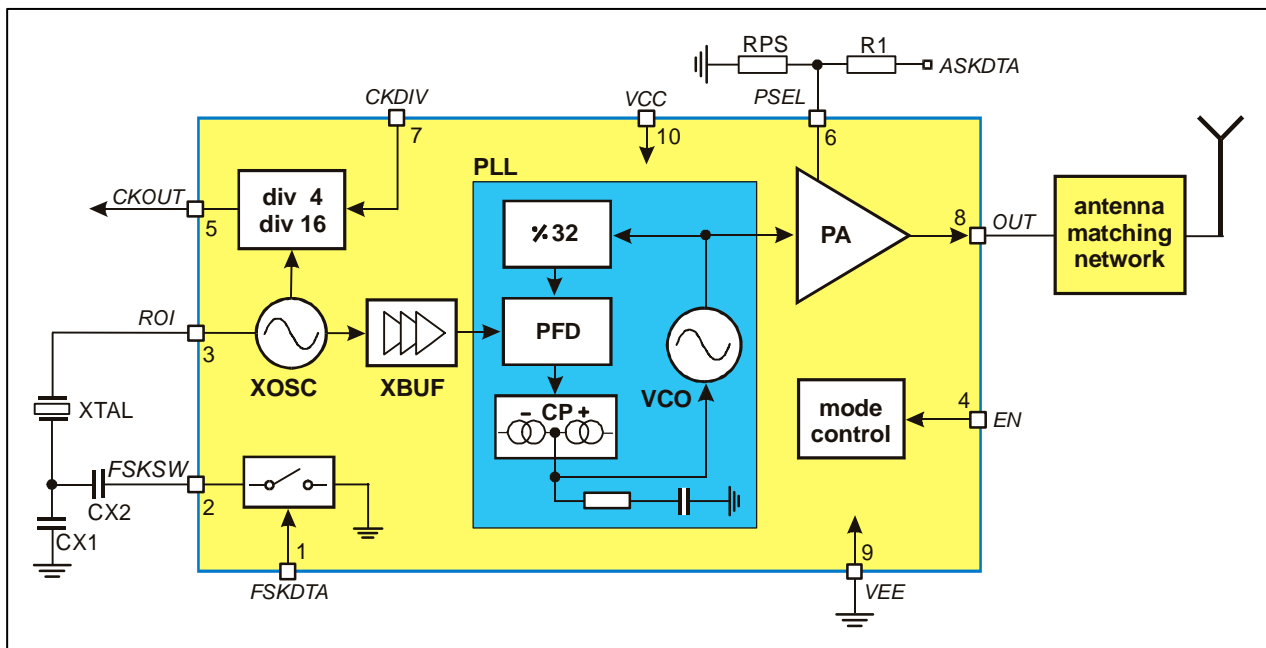 RPS
R1
ASKDTA
CKDIV
VCC
PSEL
7
10
6
PLL
CKOUT
5
div 4
div 16
٪32
PA
8
OUT
antenna
matching
network
ROI
3
XOSC
XBUF
PFD
VCO
XTAL
- CP +
mode
control
4
EN
FSKSW
2
CX2
CX1
1
FSKDTA
9
VEE